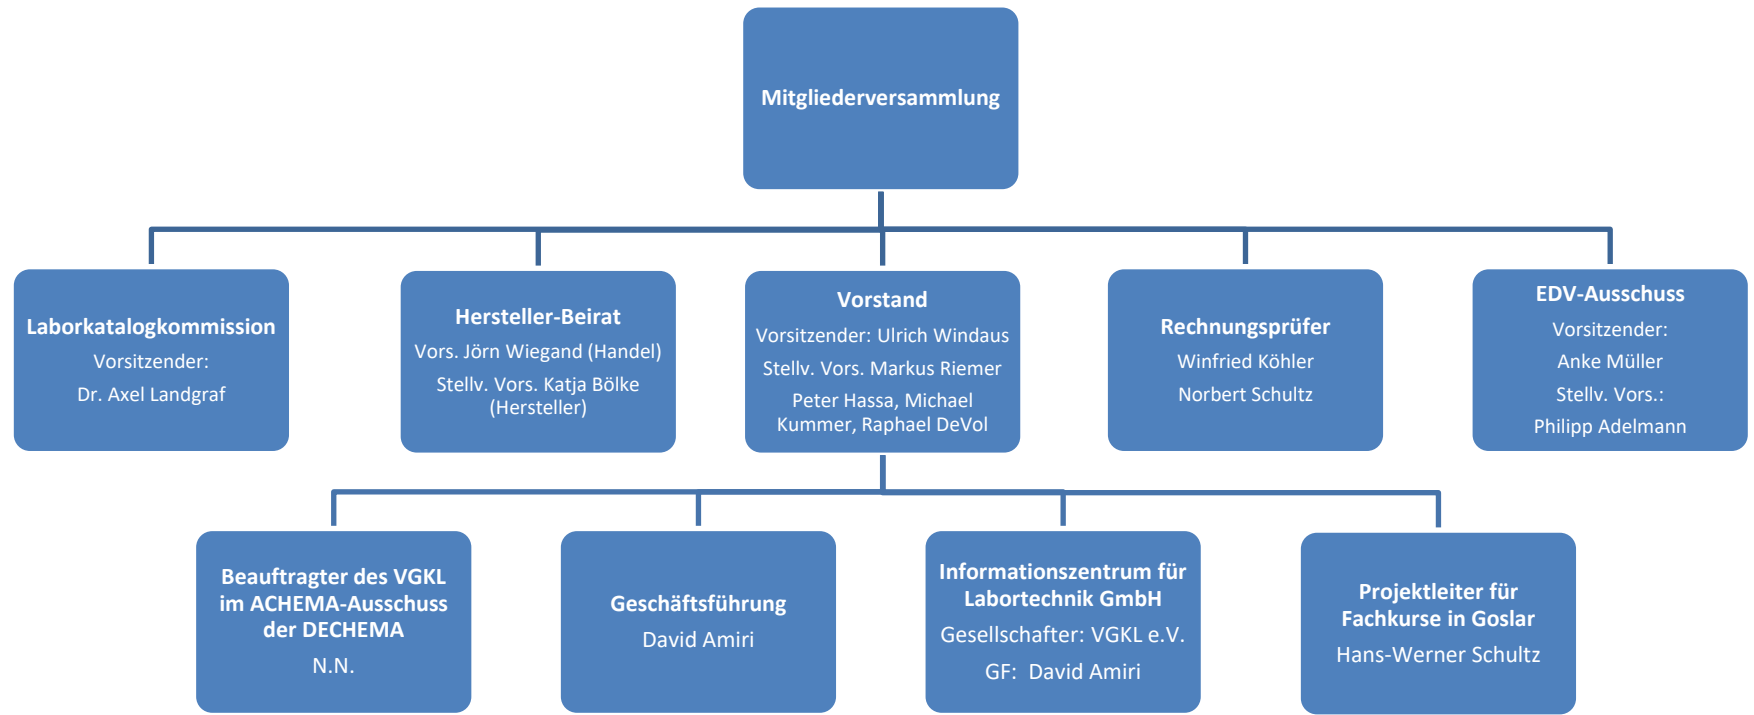 Mitgliederversammlung
Laborkatalogkommission
Vorsitzender:
Dr. Axel Landgraf
Hersteller-Beirat
Vors. Jörn Wiegand (Handel)
Stellv. Vors. Katja Bölke
(Hersteller)
Vorstand
Vorsitzender: Ulrich Windaus
Stellv. Vors. Markus Riemer
Peter Hassa, Michael
Kummer, Raphael DeVol
Rechnungsprüfer
Winfried Köhler
Norbert Schultz
EDV-Ausschuss
Vorsitzender:
Anke Müller
Stellv. Vors.:
Philipp Adelmann
Beauftragter des VGKL
im ACHEMA-Ausschuss
der DECHEMA
N.N.
Geschäftsführung
David Amiri
Informationszentrum für
Labortechnik GmbH
Gesellschafter: VGKL e.V.
GF:  David Amiri
Projektleiter für
Fachkurse in Goslar
Hans-Werner Schultz